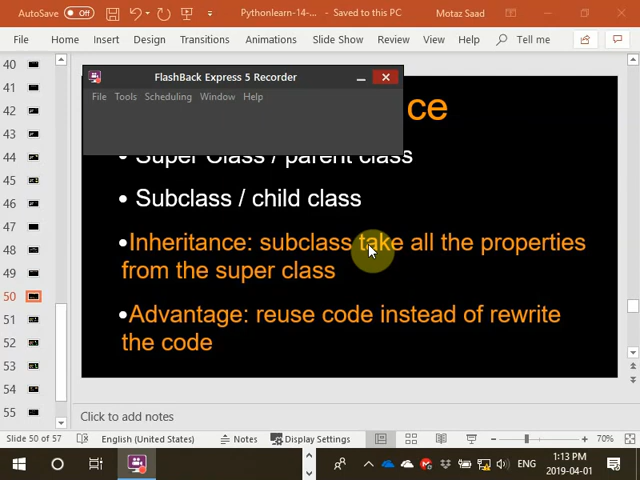 AutoSave Off Pythonlearn-14-... - Saved to this PC Motaz Saad
File Home Insert Design Transitions Animations Slide Show Review View Help Tell me
40
41
42
43
44
45
46
47
48
49
50
51
52
53
54
55
FlashBack Express 5 Recorder
File Tools Scheduling Window Help
ce
• Super Class / parent class
• Subclass / child class
•Inheritance: subclass take all the properties
from the super class
•Advantage: reuse code instead of rewrite
the code
Click to add notes
Slide 50 of 57 English (United States) Notes Display Settings 70%
ENG 1:13 PM
2019-04-01